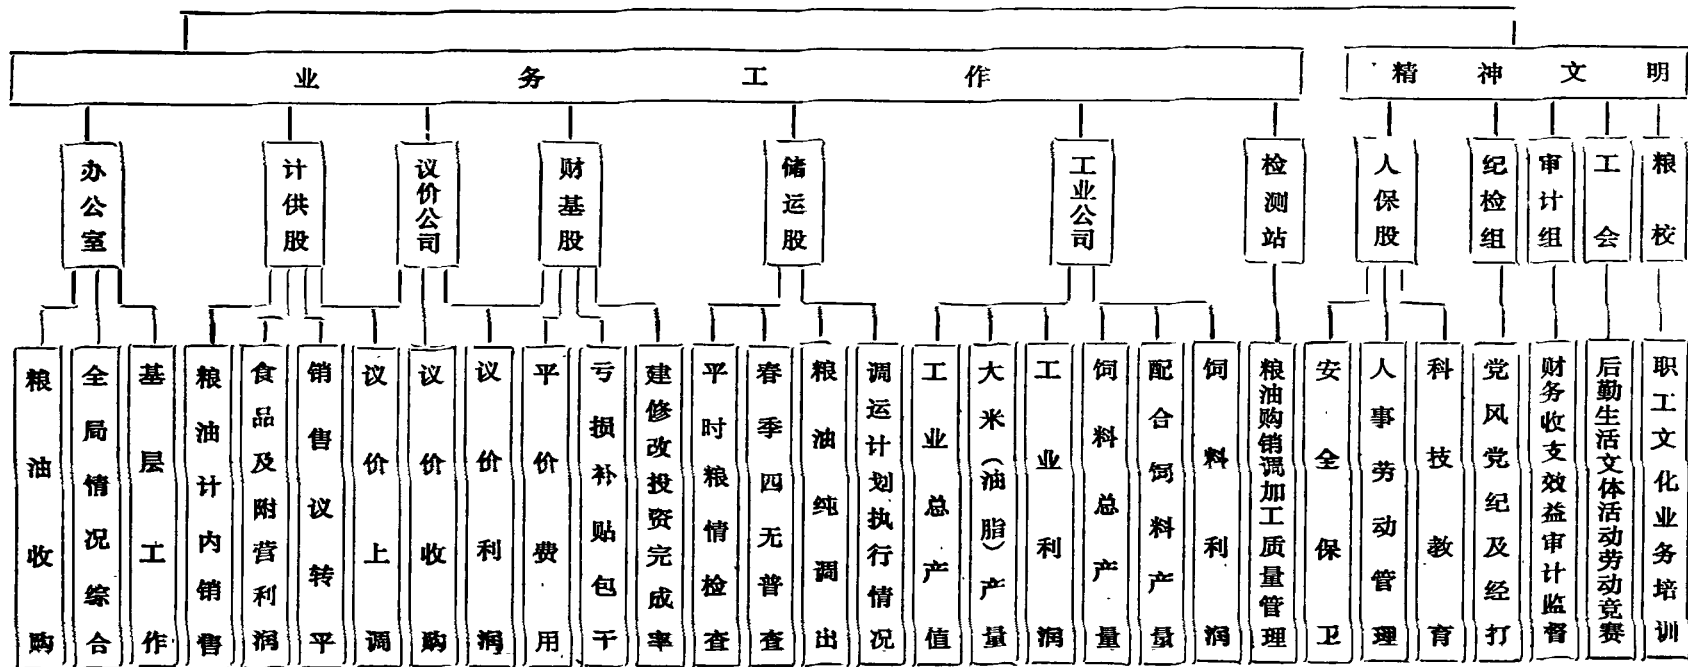 业务工作
精神文明
办公室
计供股
议价公司
财基股
储运股
工业公司
检测站
人保股
纪检组
审计组
工会
粮校
粮油收购
全局情况综合
基层工作
粮油计内销售
食品及附营利润
销售议转平
议价上调
议价收购
议价利润
平价费用
亏损补贴包干
建修改投资完成率
平时粮情检查
春季四无普查
粮油纯调出
调运计划执行情况
工业总产值
大米（油脂）产量
工业利润
饲料总产量
配合饲料产量
饲料利润
粮油购销调加工质量管理
安全保卫
人事劳动管理
科技教育
党风党纪及经打
财务收支效益审计监督
后勤生活文体活动劳动竞赛
职工文化业务培训